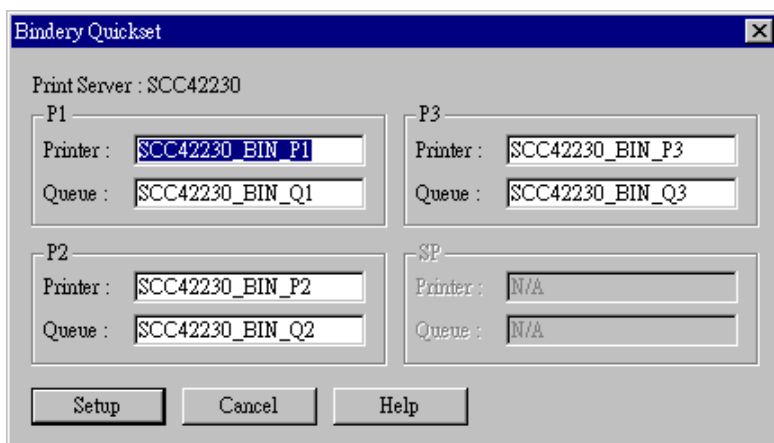 Bindery Quickset
Print Server : SCC42230
P1
Printer : SCC42230_BIN_P1
Queue : SCC42230_BIN_Q1
P3
Printer : SCC42230_BIN_P3
Queue : SCC42230_BIN_Q3
P2
Printer : SCC42230_BIN_P2
Queue : SCC42230_BIN_Q2
SP
Printer : N/A
Queue : N/A
Setup Cancel Help